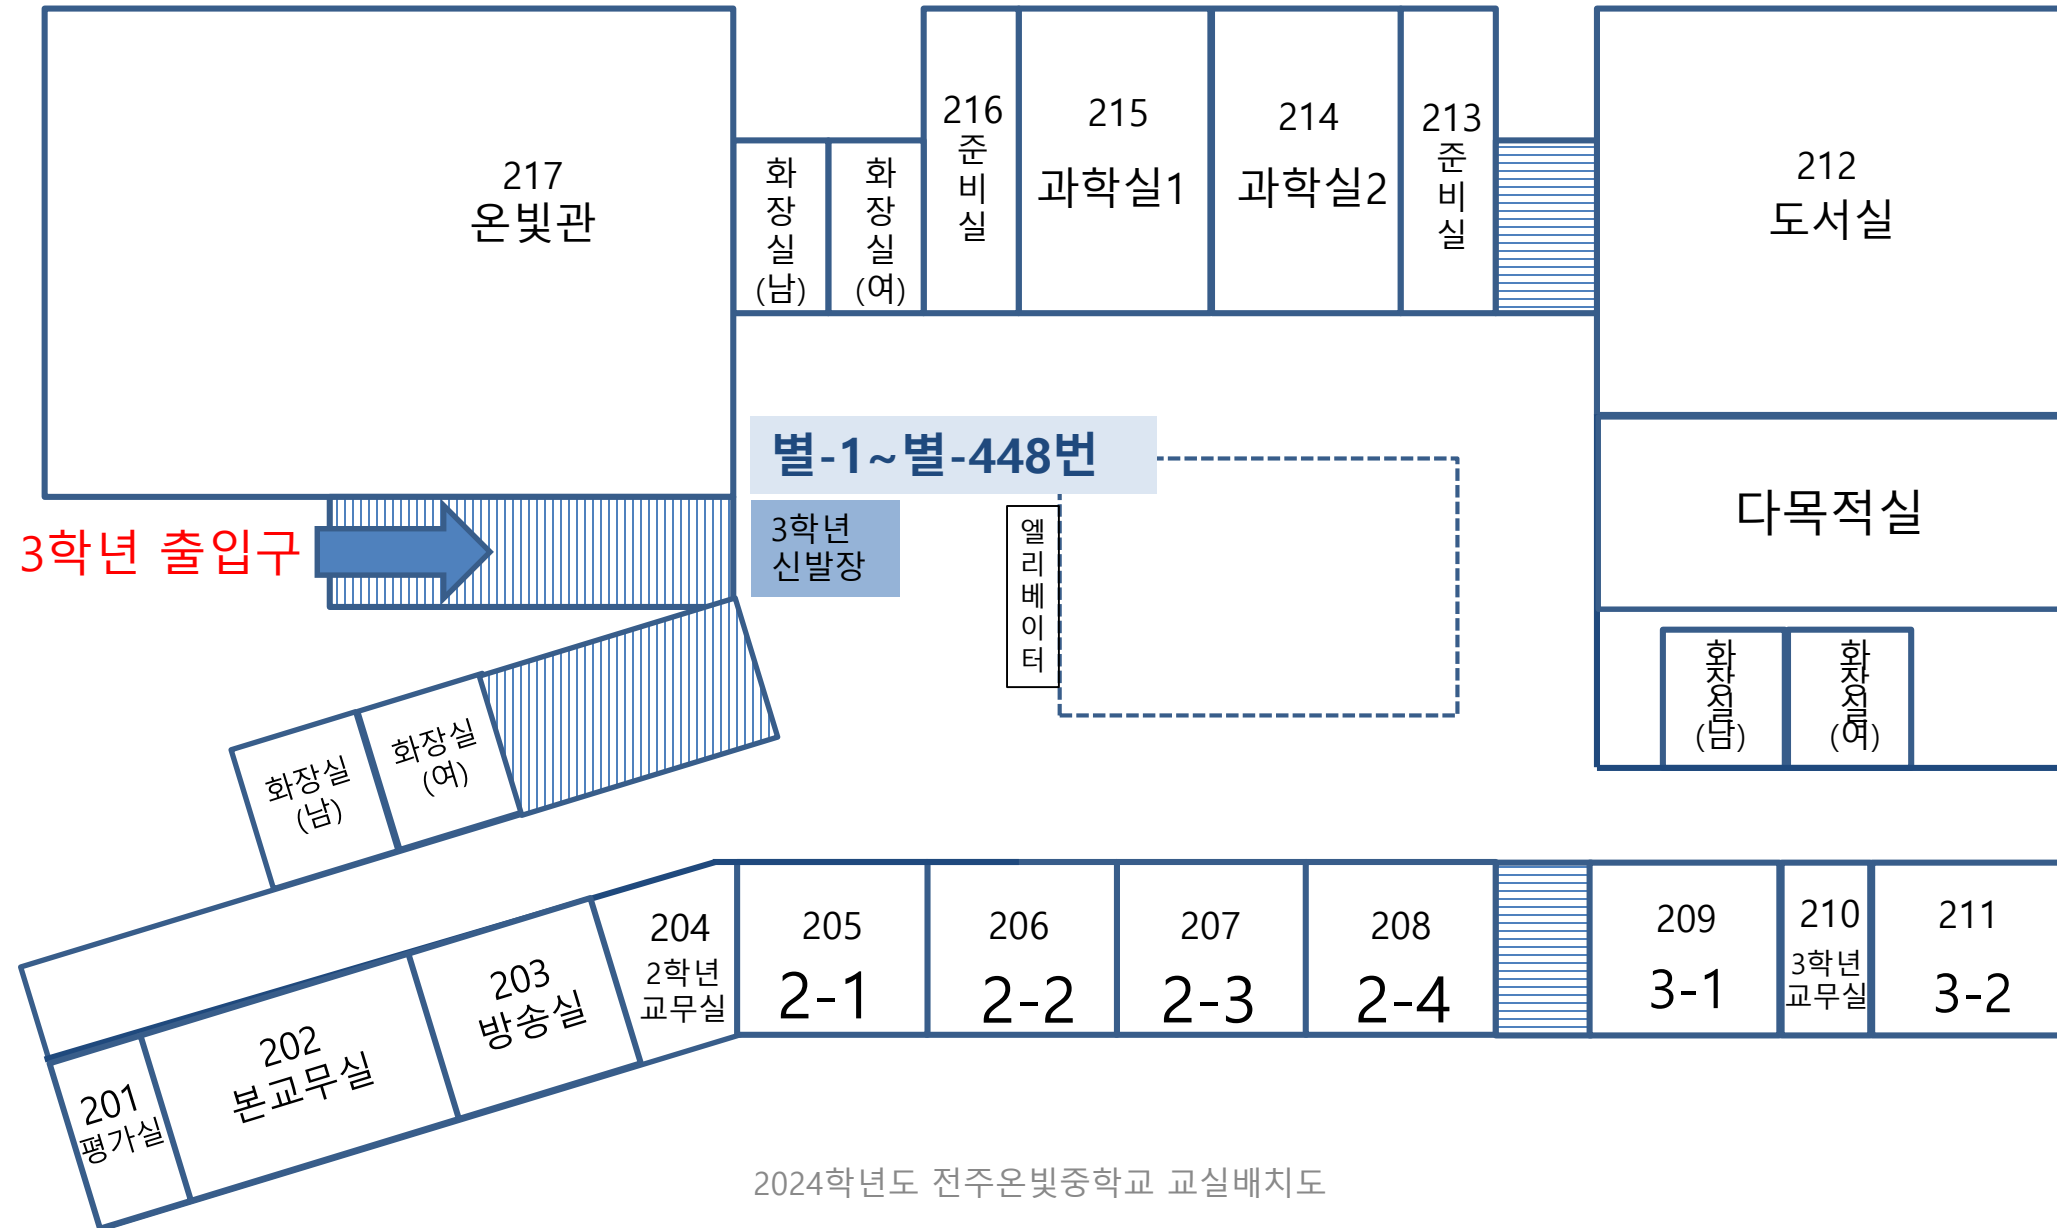 217
온빛관
화
장
실
(남)
화
장
실
(여)
216
준
비
실
215
과학실1
214
과학실2
213
준
비
실
212
도서실
별-1~별-448번
3학년
신발장
3학년 출입구
엘
리
베
이
터
다목적실
화
장
실
(남)
화
장
실
(여)
화장실
(남)
화장실
(여)
201
평가실
202
본교무실
203
방송실
204
2학년
교무실
205
2-1
206
2-2
207
2-3
208
2-4
209
3-1
210
3학년
교무실
211
3-2
2024학년도 전주온빛중학교 교실배치도